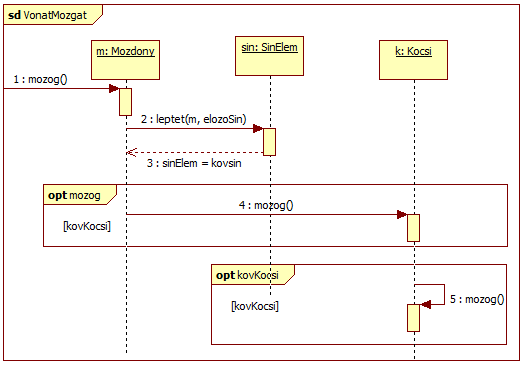 sd VonatMozgat
m: Mozdony
sin: SinElem
k: Kocsi
1 : mozog()
2 : leptet(m, elozoSin)
3 : sinElem = kovsin
opt mozog
4 : mozog()
[kovKocsi]
opt kovKocsi
5 : mozog()
[kovKocsi]